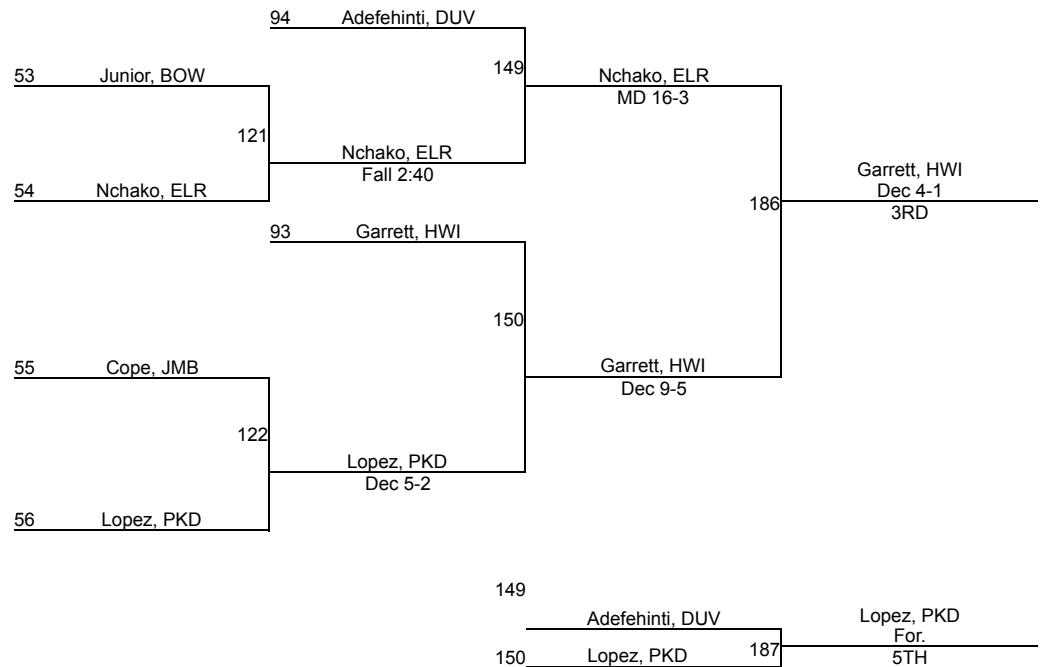 94 Adefehinti, DUV
149
53 Junior, BOW
Nchako, ELR
MD 16-3
121
Nchako, ELR
Fall 2:40
54 Nchako, ELR
Garrett, HWI
Dec 4-1
3RD
186
93 Garrett, HWI
150
55 Cope, JMB
Garrett, HWI
Dec 9-5
122
Lopez, PKD
Dec 5-2
56 Lopez, PKD
149
Adefehinti, DUV
Lopez, PKD
For.
5TH
187
150 Lopez, PKD